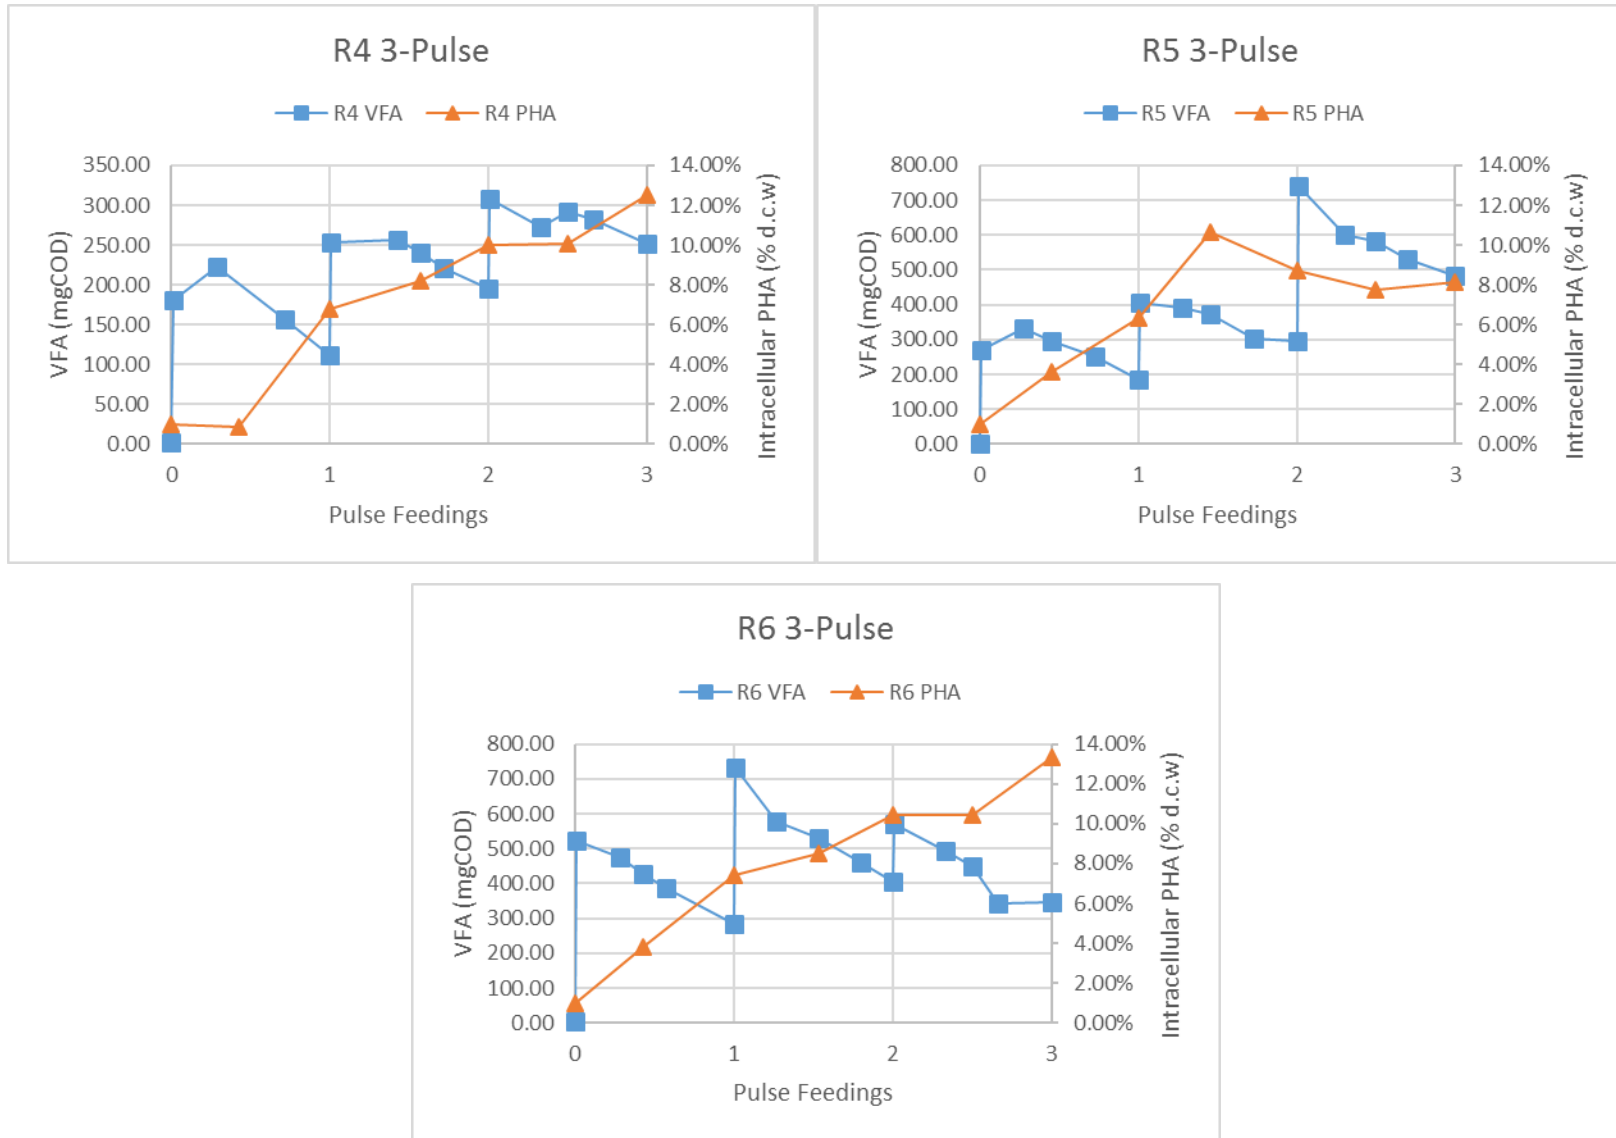 R4 3-Pulse
R4 VFA R4 PHA
VFA (mgCOD)
350.00
300.00
250.00
200.00
150.00
100.00
50.00
0.00
14.00%
12.00%
10.00%
8.00%
6.00%
4.00%
2.00%
0.00%
Intracellular PHA (% d.c.w)
0 1 2 3
Pulse Feedings
R5 3-Pulse
R5 VFA R5 PHA
VFA (mgCOD)
800.00
700.00
600.00
500.00
400.00
300.00
200.00
100.00
0.00
14.00%
12.00%
10.00%
8.00%
6.00%
4.00%
2.00%
0.00%
Intracellular PHA (% d.c.w)
0 1 2 3
Pulse Feedings
R6 3-Pulse
R6 VFA R6 PHA
VFA (mgCOD)
800.00
700.00
600.00
500.00
400.00
300.00
200.00
100.00
0.00
14.00%
12.00%
10.00%
8.00%
6.00%
4.00%
2.00%
0.00%
Intracellular PHA (% d.c.w)
0 1 2 3
Pulse Feedings